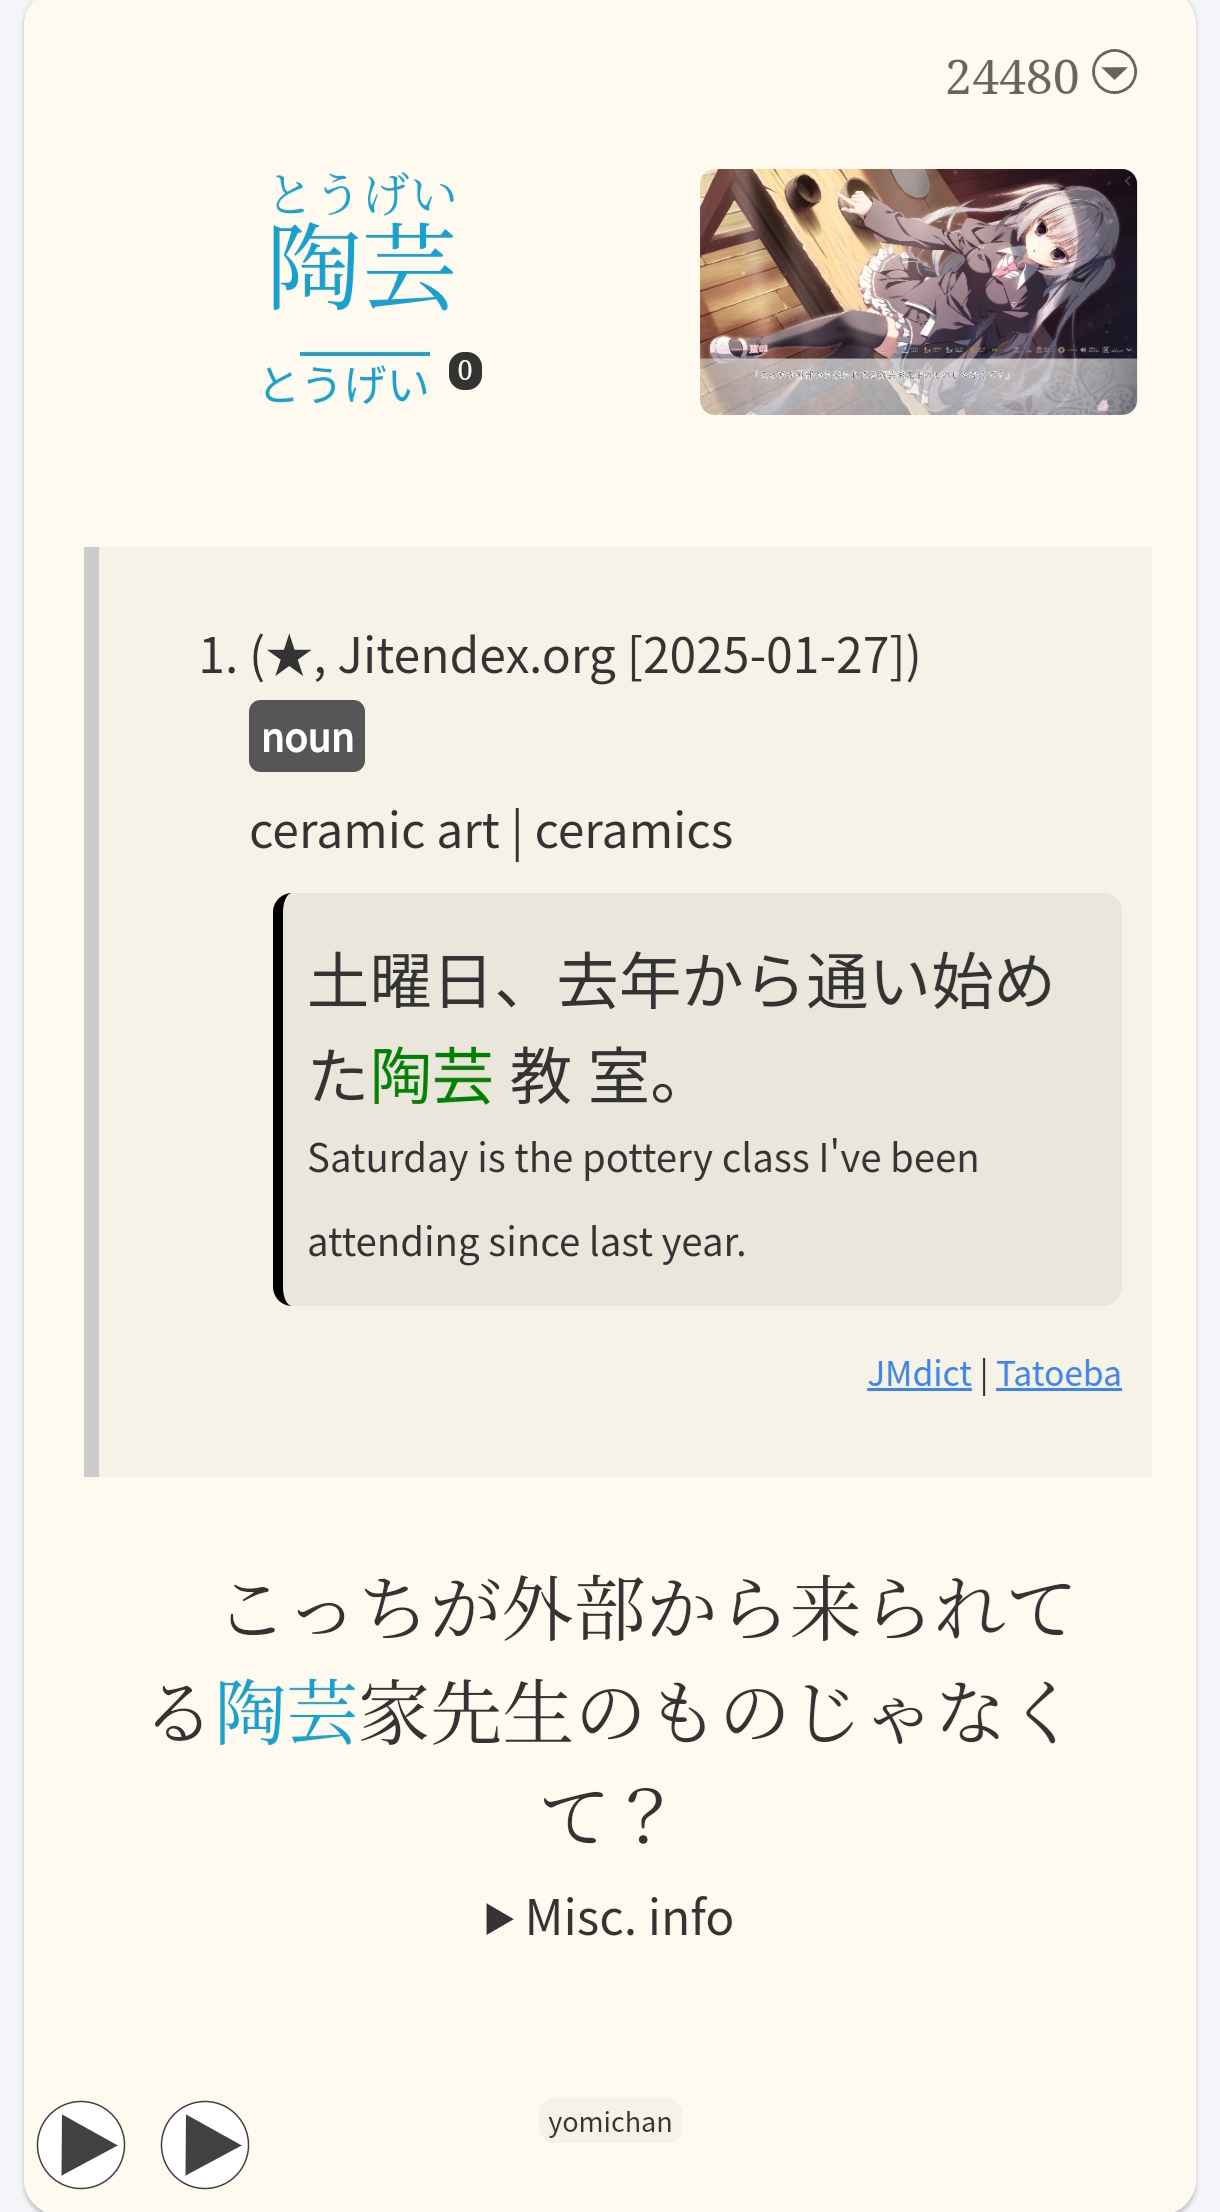 24480
とうげい
陶芸
とうげい 0
1. (★, Jitendex.org [2025-01-27])
noun
ceramic art | ceramics
土曜日、去年から通い始め
た陶芸 教 室。
Saturday is the pottery class I've been
attending since last year.
JMdict | Tatoeba
こっちが外部から来られて
る陶芸家先生のものじゃなく
て？
▶ Misc. info
yomichan